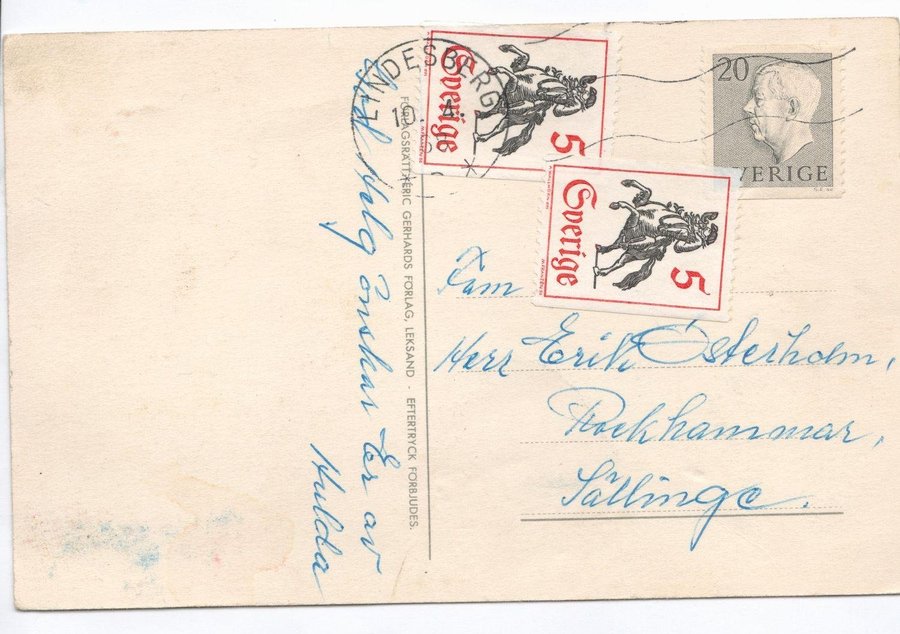 LINDESBERG
Sverige
5
Sverige
5
20
SVERIGE
God Helg önskas Er av
Hulda
FÖRLAGSRÄTT: ERIC GERHARDS FÖRLAG, LEKSAND - EFTERTRYCK FÖRBJUDES.
Fam
Herr Erik Österholm,
Rockhammar,
Sällinge.